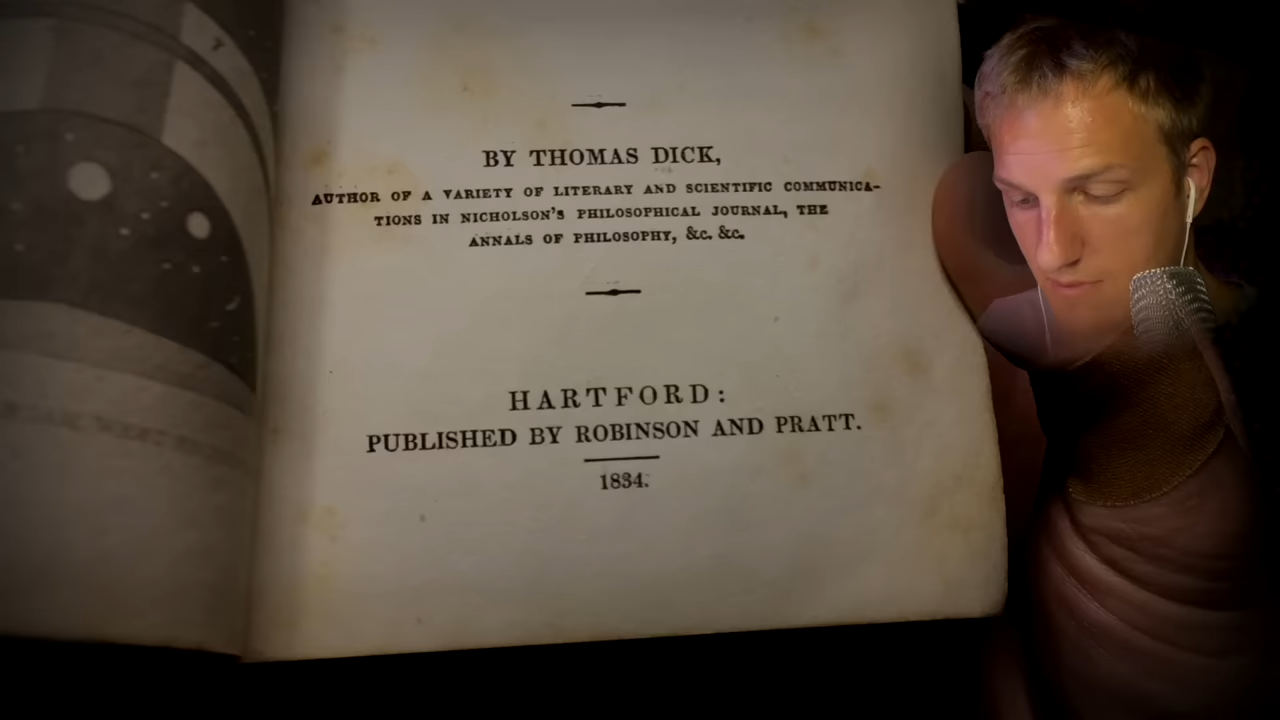 BY THOMAS DICK,
AUTHOR OF A VARIETY OF LITERARY AND SCIENTIFIC COMMUNICA-
TIONS IN NICHOLSON'S PHILOSOPHICAL JOURNAL, THE
ANNALS OF PHILOSOPHY, &c. &c.
HARTFORD:
PUBLISHED BY ROBINSON AND PRATT.
1834.